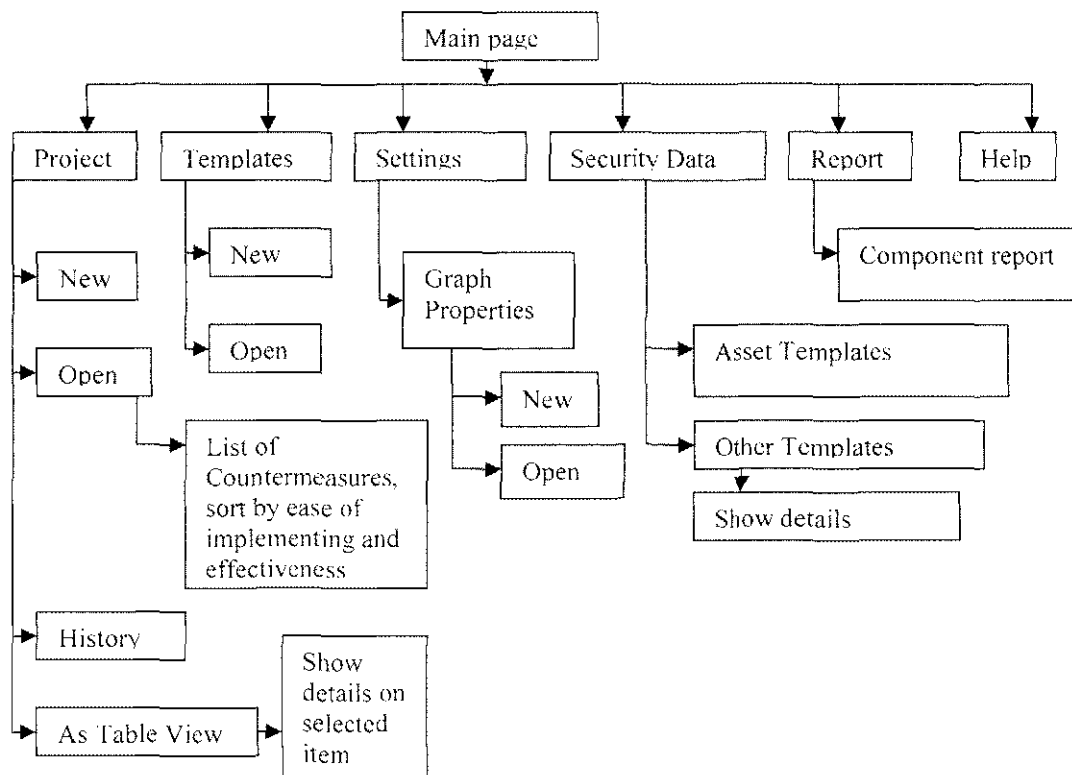 Main page
Project
Templates
Settings
Security Data
Report
Help
New
New
Graph
Properties
Component report
Open
Open
Asset Templates
New
List of
Countermeasures,
sort by ease of
implementing and
effectiveness
Other Templates
Open
Show details
History
Show
details on
selected
item
As Table View